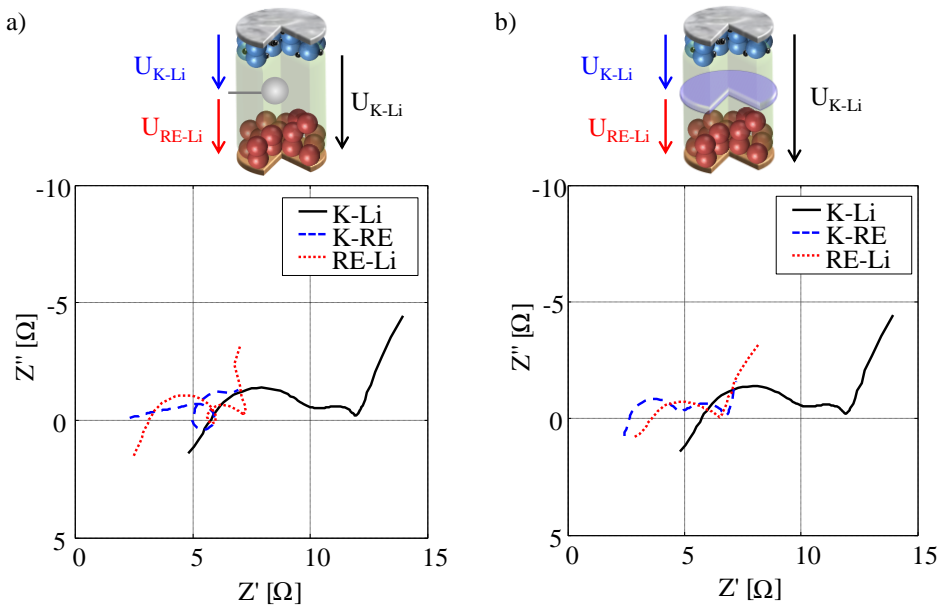 a)
U_K-Li
U_RE-Li
U_K-Li
-10
-5
0
5
Z'' [Ω]
K-Li
K-RE
RE-Li
0
5
10
15
Z' [Ω]
b)
U_K-Li
U_RE-Li
U_K-Li
-10
-5
0
5
Z'' [Ω]
K-Li
K-RE
RE-Li
0
5
10
15
Z' [Ω]